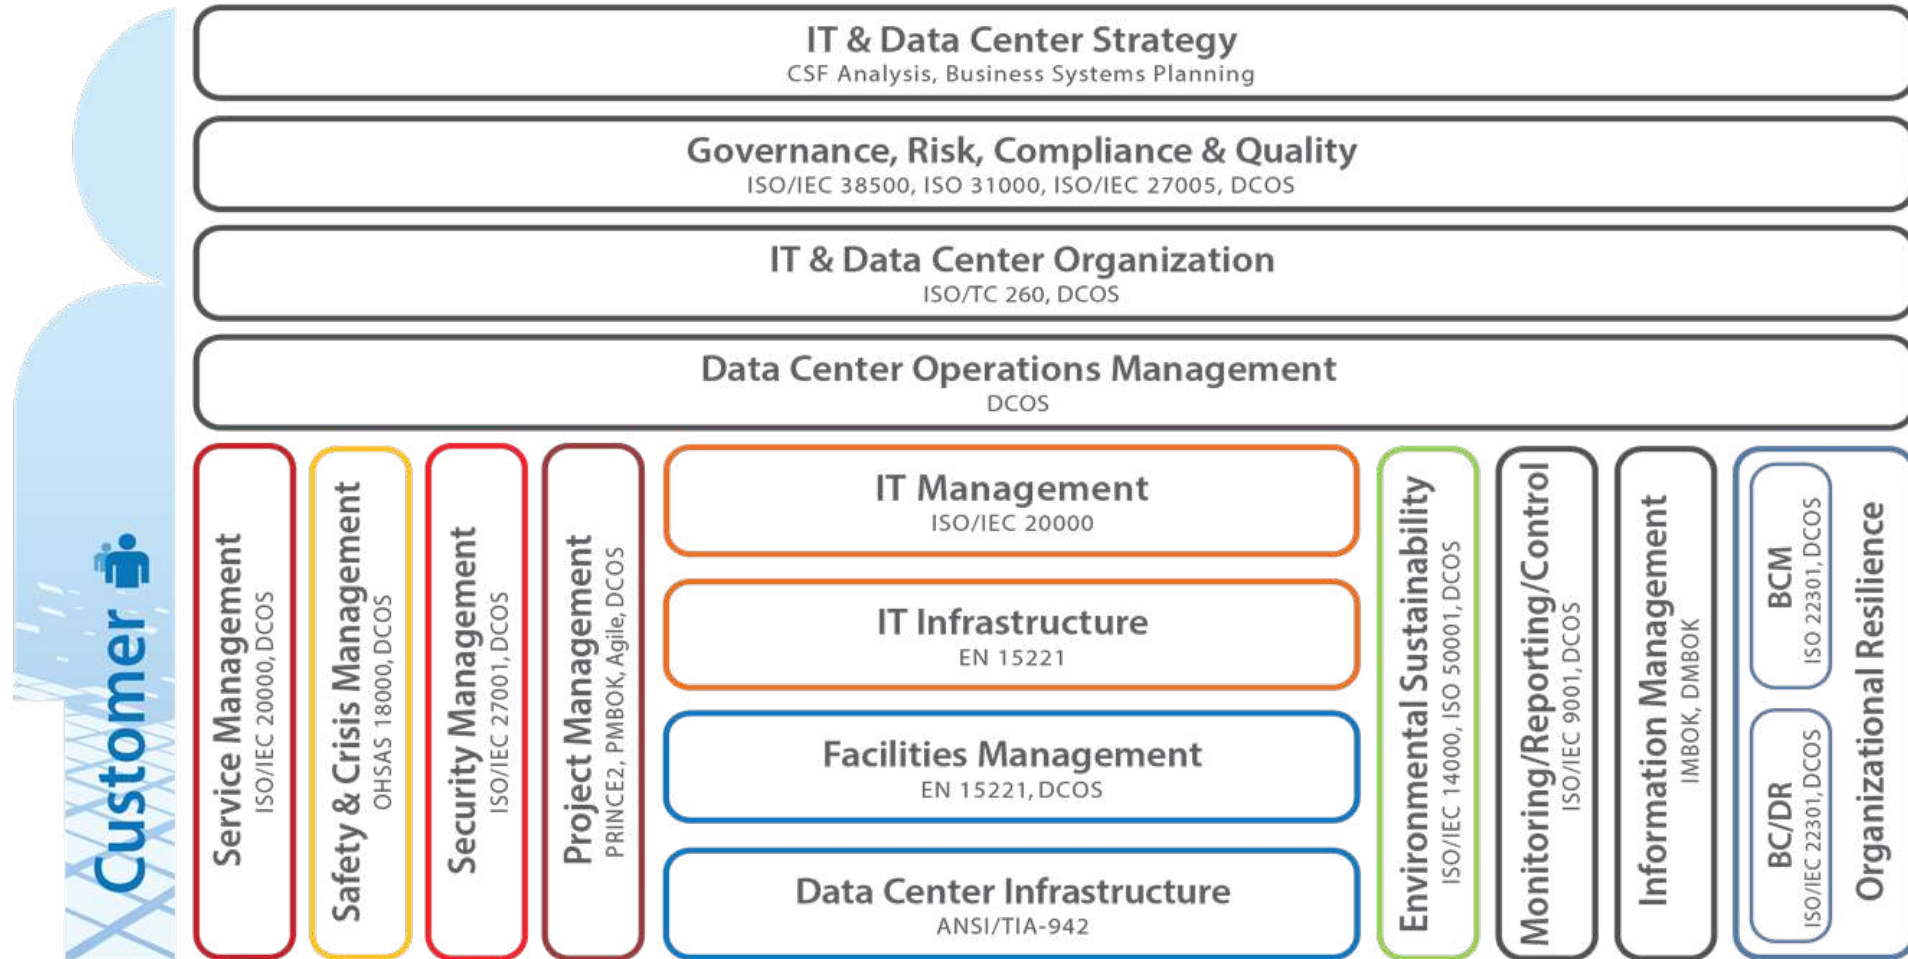 IT & Data Center Strategy
CSF Analysis, Business Systems Planning
Governance, Risk, Compliance & Quality
ISO/IEC 38500, ISO 31000, ISO/IEC 27005, DCOS
IT & Data Center Organization
ISO/TC 260, DCOS
Data Center Operations Management
DCOS
Customer
Service Management
ISO/IEC 20000, DCOS
Safety & Crisis Management
OHSAS 18000, DCOS
Security Management
ISO/IEC 27001, DCOS
Project Management
PRINCE2, PMBOK, Agile, DCOS
IT Management
ISO/IEC 20000
IT Infrastructure
EN 15221
Facilities Management
EN 15221, DCOS
Data Center Infrastructure
ANSI/TIA-942
Environmental Sustainability
ISO/IEC 14000, ISO 50001, DCOS
Monitoring/Reporting/Control
ISO/IEC 9001, DCOS
Information Management
IMBOK, DMBOK
BCM
ISO 22301, DCOS
BC/DR
ISO/IEC 22301, DCOS
Organizational Resilience